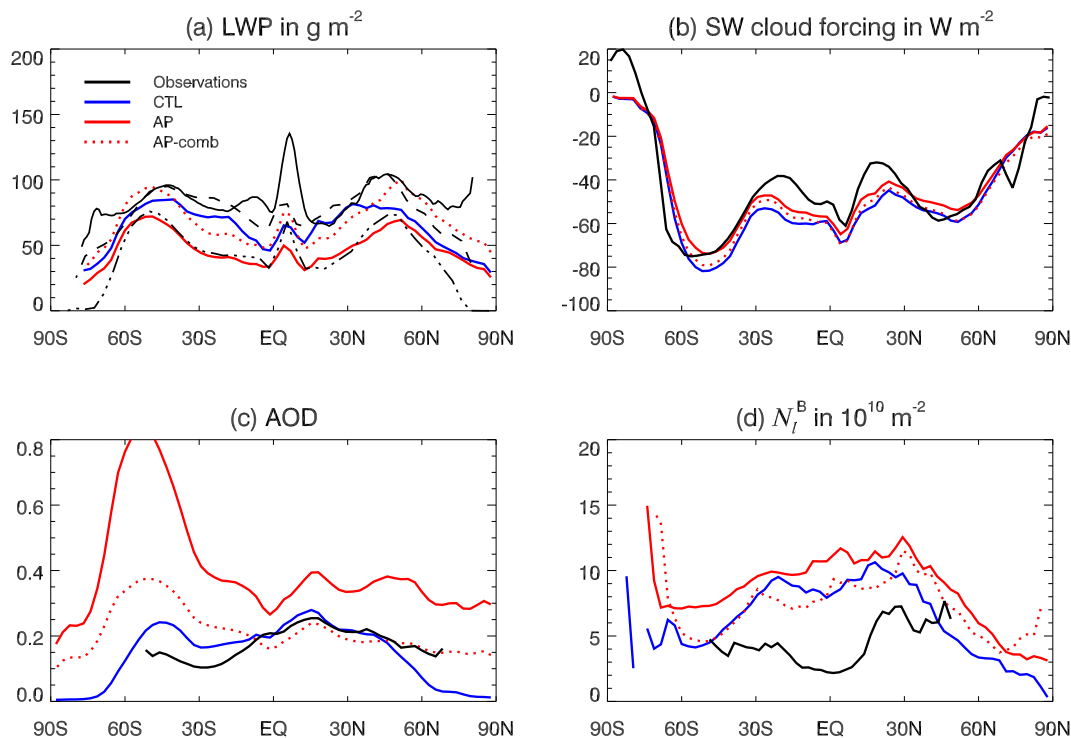 (a) LWP in g m⁻²
200
150
100
50
0
Observations
CTL
AP
AP-comb
90S 60S 30S EQ 30N 60N 90N
(b) SW cloud forcing in W m⁻²
20
0
-20
-40
-60
-80
-100
90S 60S 30S EQ 30N 60N 90N
(c) AOD
0.8
0.6
0.4
0.2
0.0
90S 60S 30S EQ 30N 60N 90N
(d) Nₗᴮ in 10¹⁰ m⁻²
20
15
10
5
0
90S 60S 30S EQ 30N 60N 90N